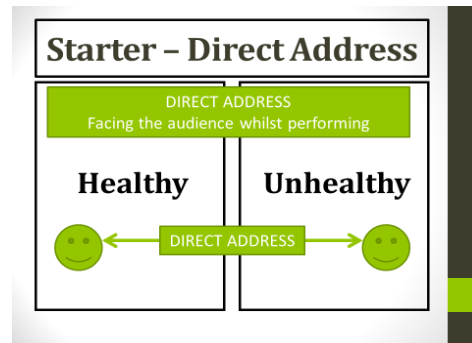 Starter – Direct Address
DIRECT ADDRESS
Facing the audience whilst performing
Healthy
Unhealthy
DIRECT ADDRESS